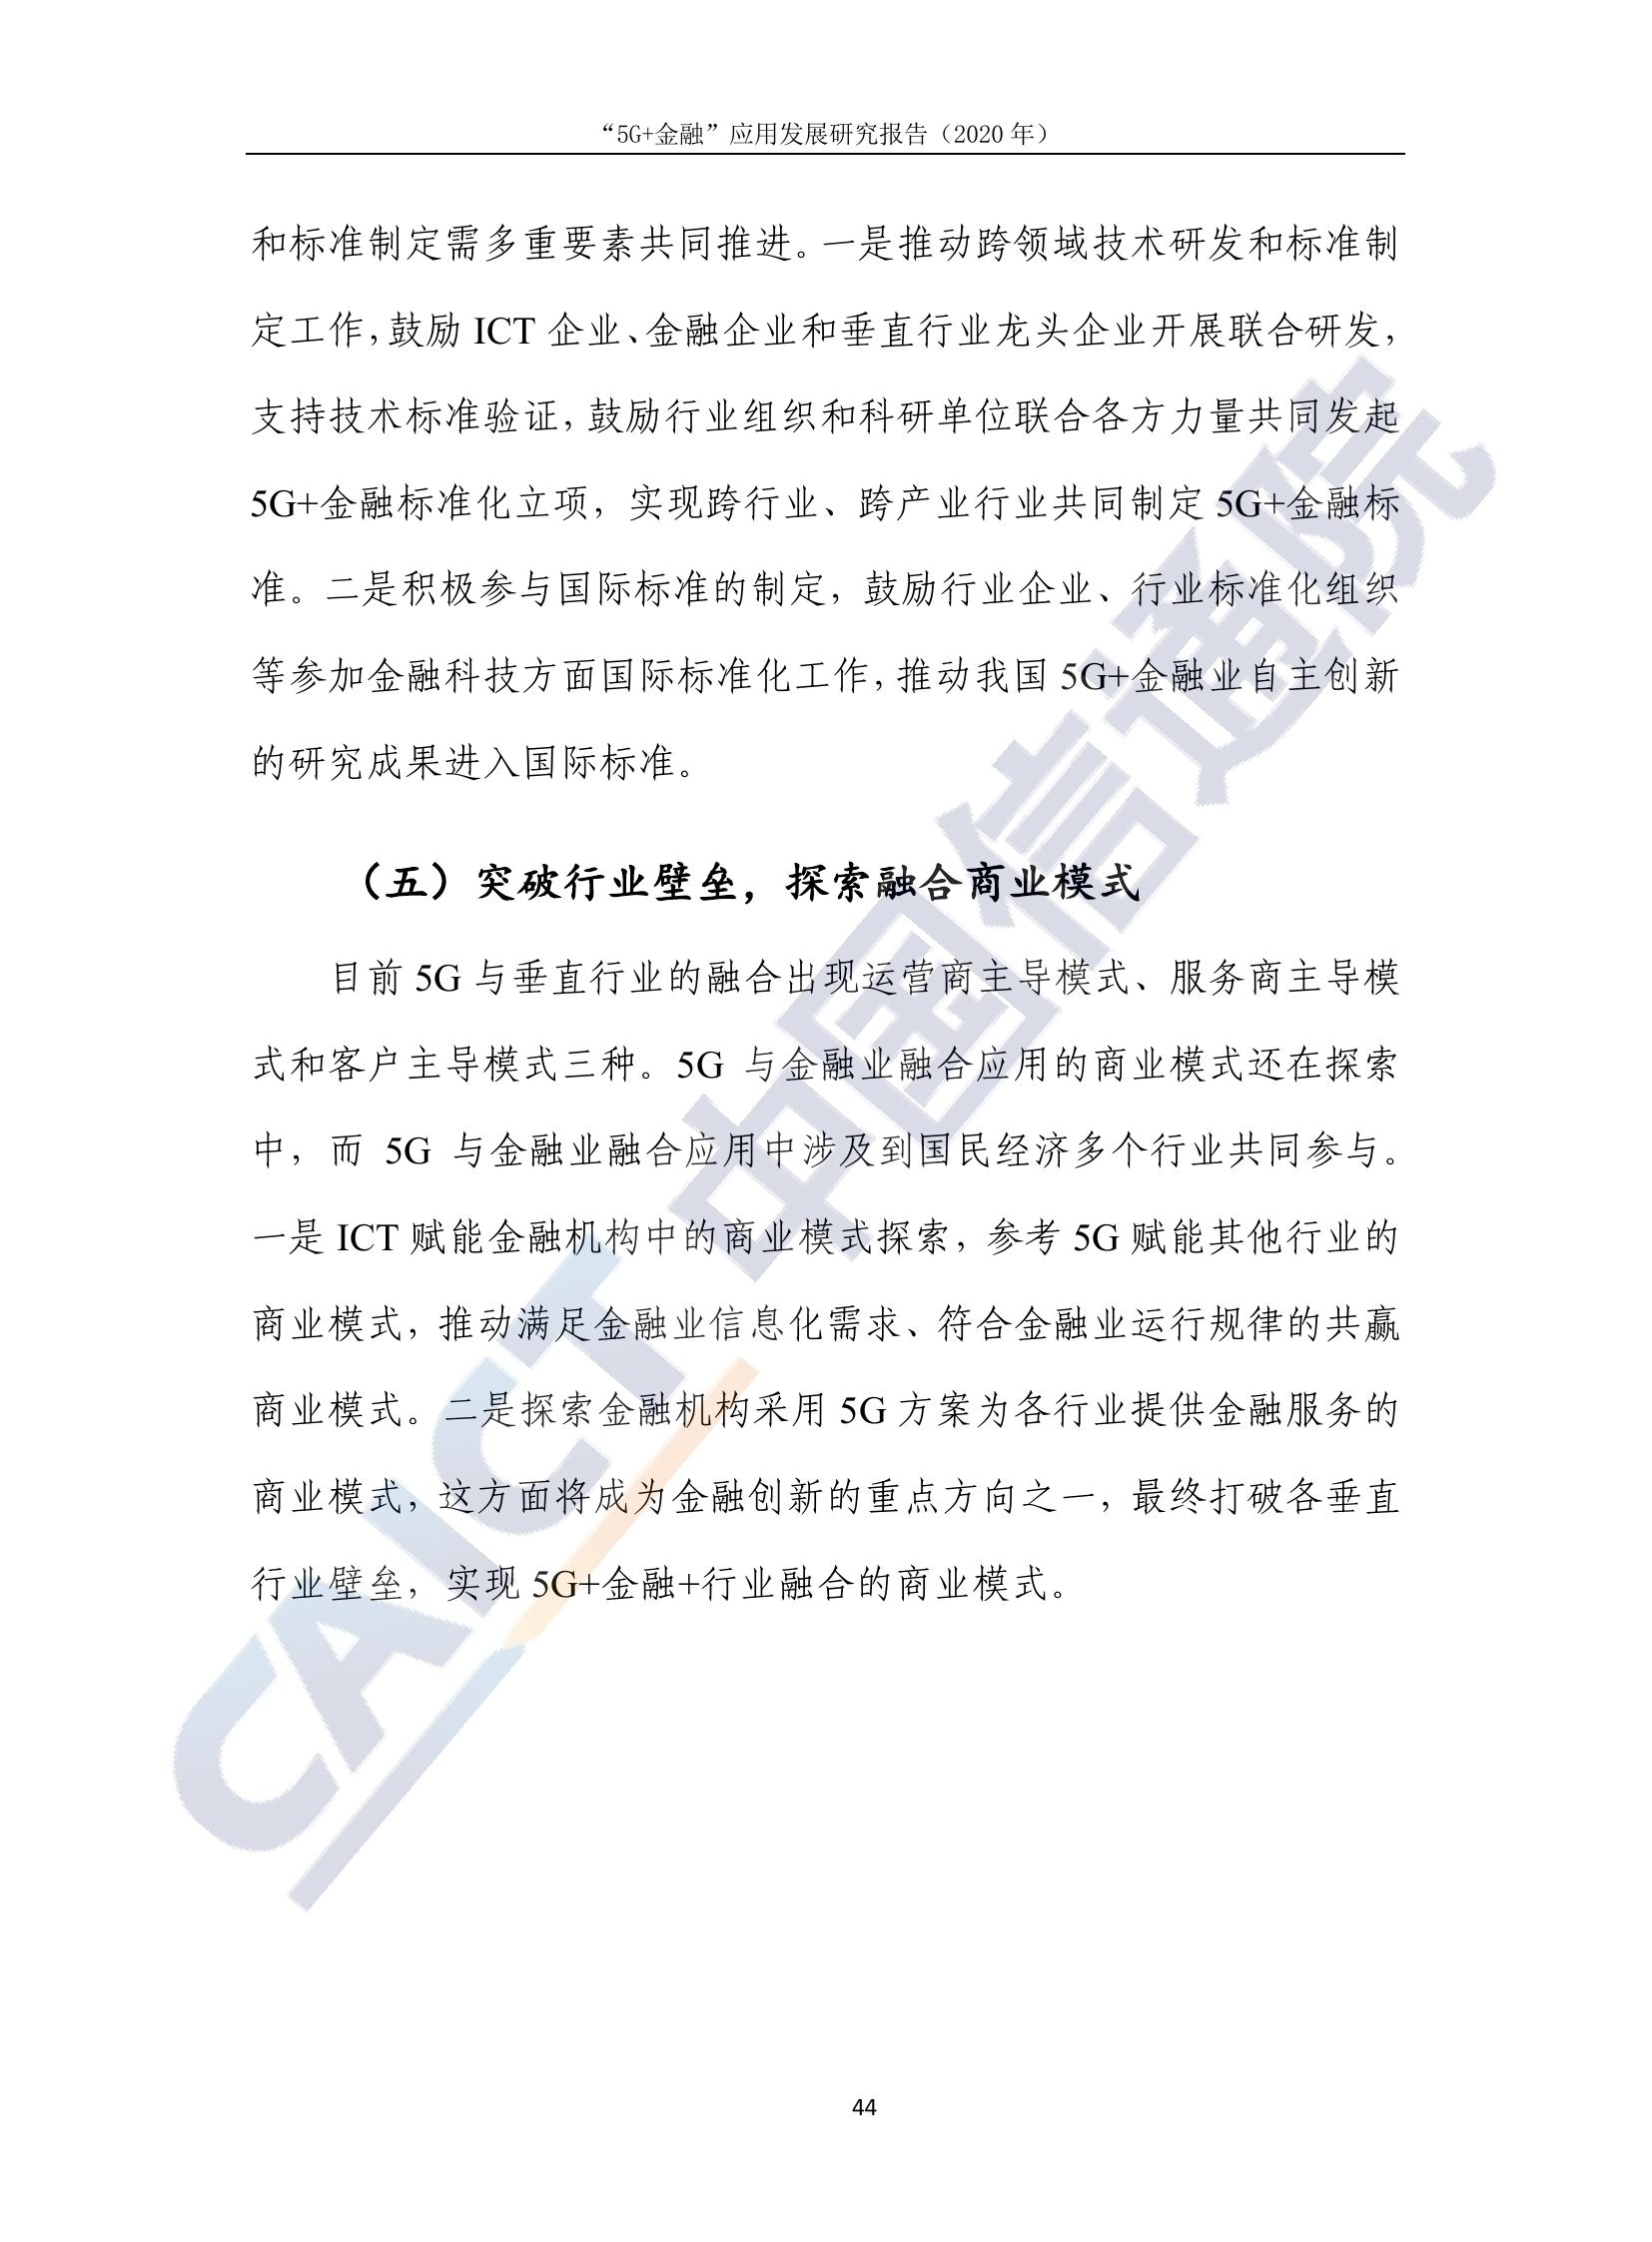 “5G+金融”应用发展研究报告（2020 年）
和标准制定需多重要素共同推进。一是推动跨领域技术研发和标准制
定工作，鼓励 ICT 企业、金融企业和垂直行业龙头企业开展联合研发，
支持技术标准验证，鼓励行业组织和科研单位联合各方力量共同发起
5G+金融标准化立项，实现跨行业、跨产业行业共同制定 5G+金融标
准。二是积极参与国际标准的制定，鼓励行业企业、行业标准化组织
等参加金融科技方面国际标准化工作，推动我国 5G+金融业自主创新
的研究成果进入国际标准。
（五）突破行业壁垒，探索融合商业模式
目前 5G 与垂直行业的融合出现运营商主导模式、服务商主导模
式和客户主导模式三种。5G 与金融业融合应用的商业模式还在探索
中，而 5G 与金融业融合应用中涉及到国民经济多个行业共同参与。
一是 ICT 赋能金融机构中的商业模式探索，参考 5G 赋能其他行业的
商业模式，推动满足金融业信息化需求、符合金融业运行规律的共赢
商业模式。二是探索金融机构采用 5G 方案为各行业提供金融服务的
商业模式，这方面将成为金融创新的重点方向之一，最终打破各垂直
行业壁垒，实现 5G+金融+行业融合的商业模式。
CAICT 中国信通院
44